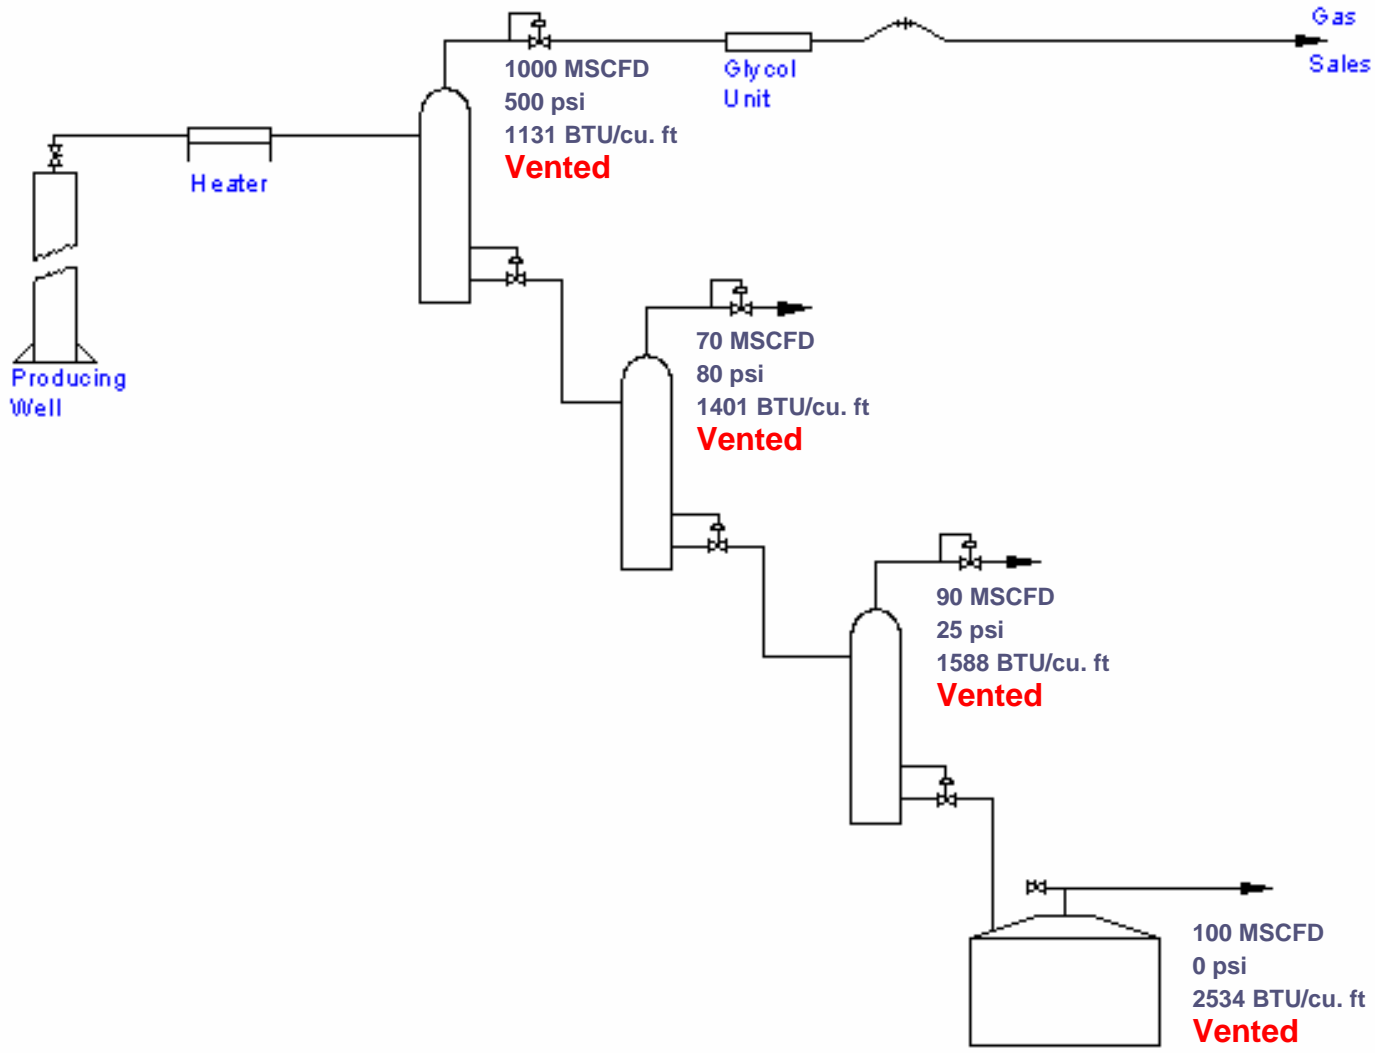 Gas
Sales
1000 MSCFD
500 psi
1131 BTU/cu. ft
Vented
Glycol
Unit
Heater
Producing
Well
70 MSCFD
80 psi
1401 BTU/cu. ft
Vented
90 MSCFD
25 psi
1588 BTU/cu. ft
Vented
100 MSCFD
0 psi
2534 BTU/cu. ft
Vented